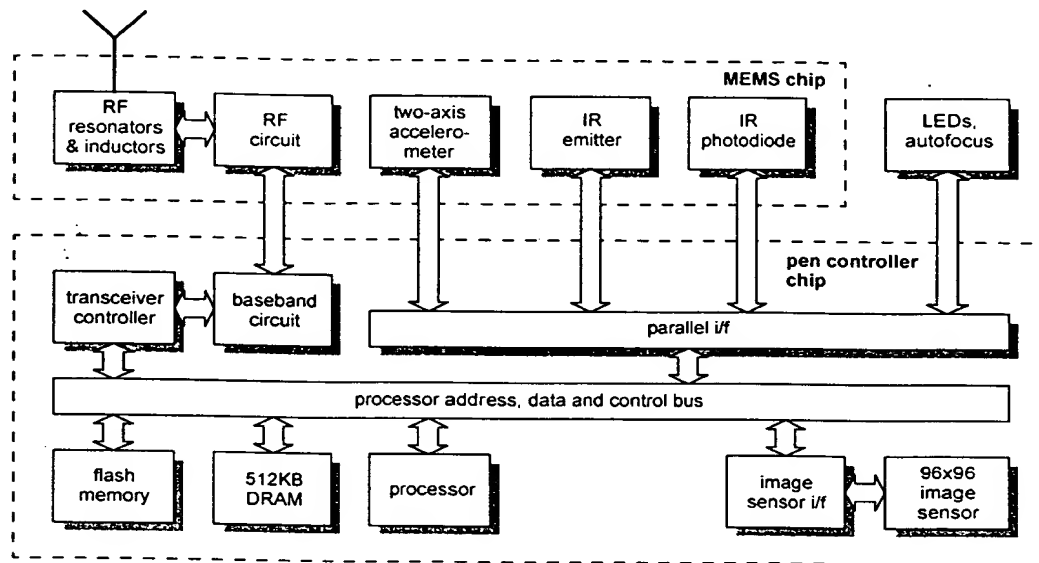 MEMS chip
RF
resonators
& inductors
RF
circuit
two-axis
accelero-
meter
IR
emitter
IR
photodiode
LEDs,
autofocus
pen controller
chip
transceiver
controller
baseband
circuit
parallel i/f
processor address, data and control bus
flash
memory
512KB
DRAM
processor
image
sensor i/f
96x96
image
sensor